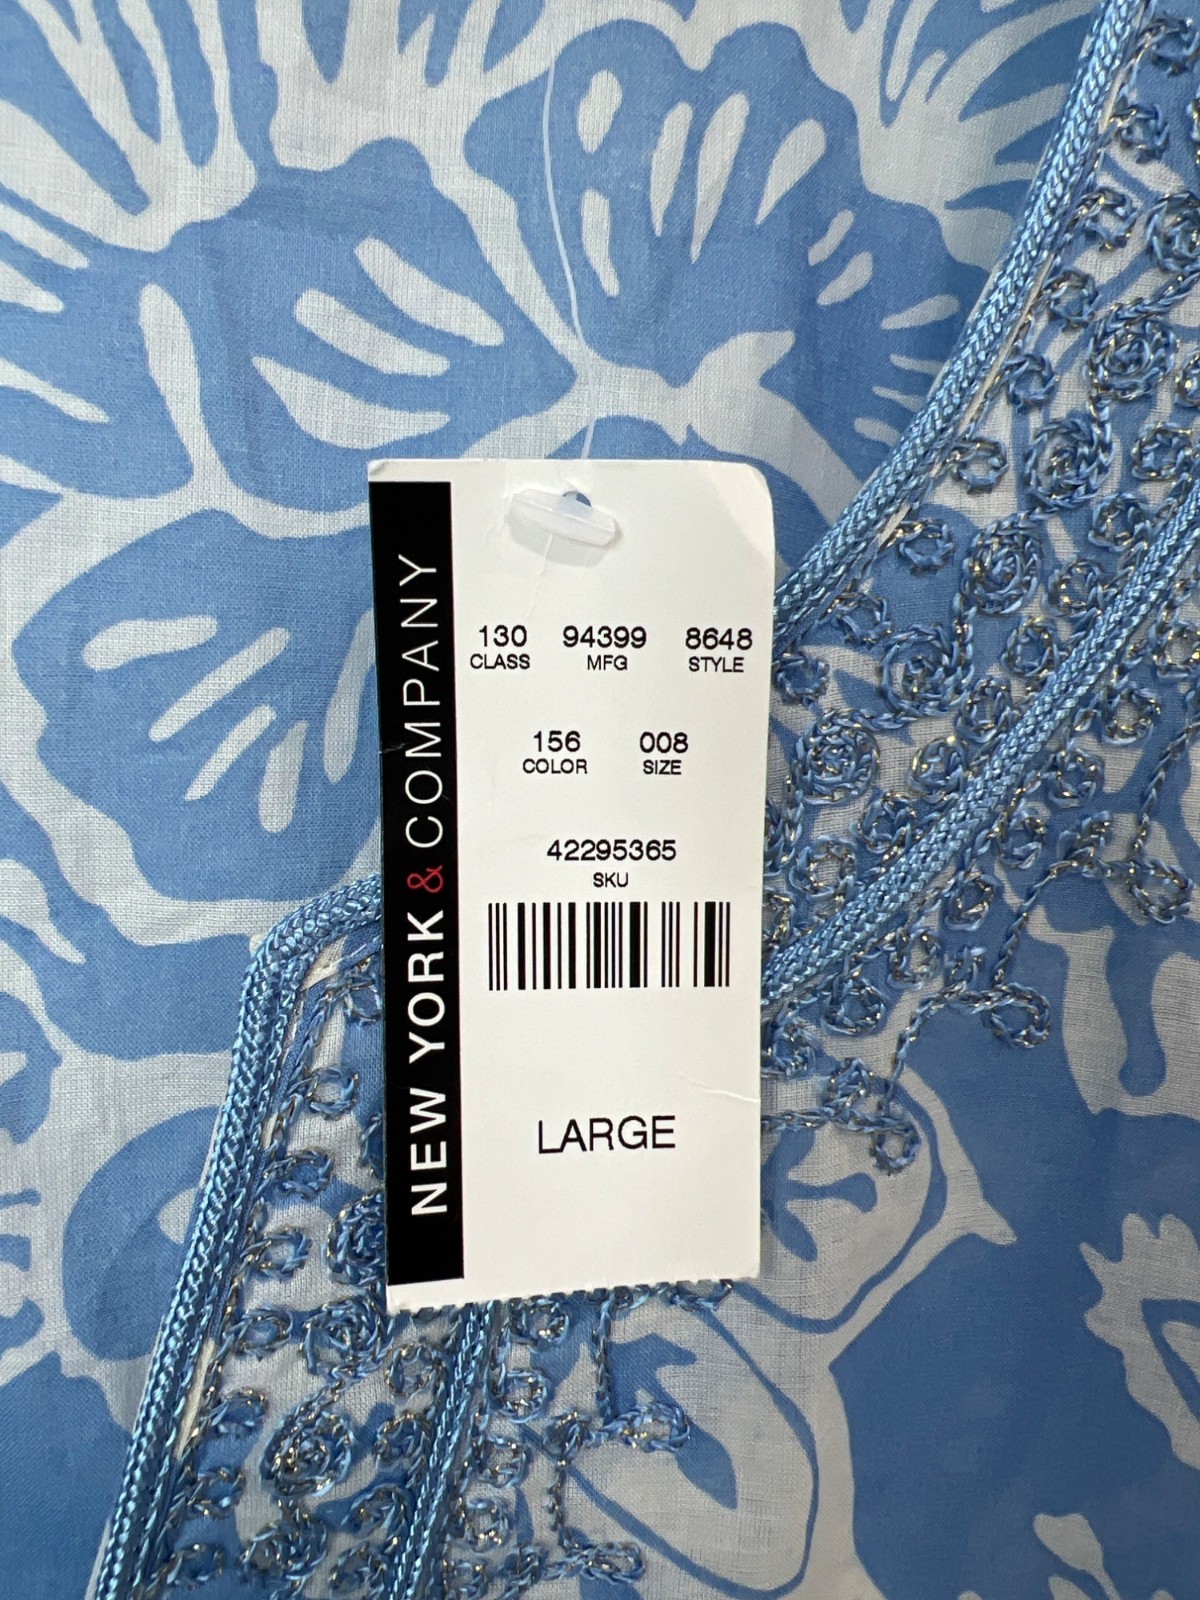 NEW YORK & COMPANY
130 94399 8648
CLASS MFG STYLE
156 008
COLOR SIZE
42295365
SKU
LARGE